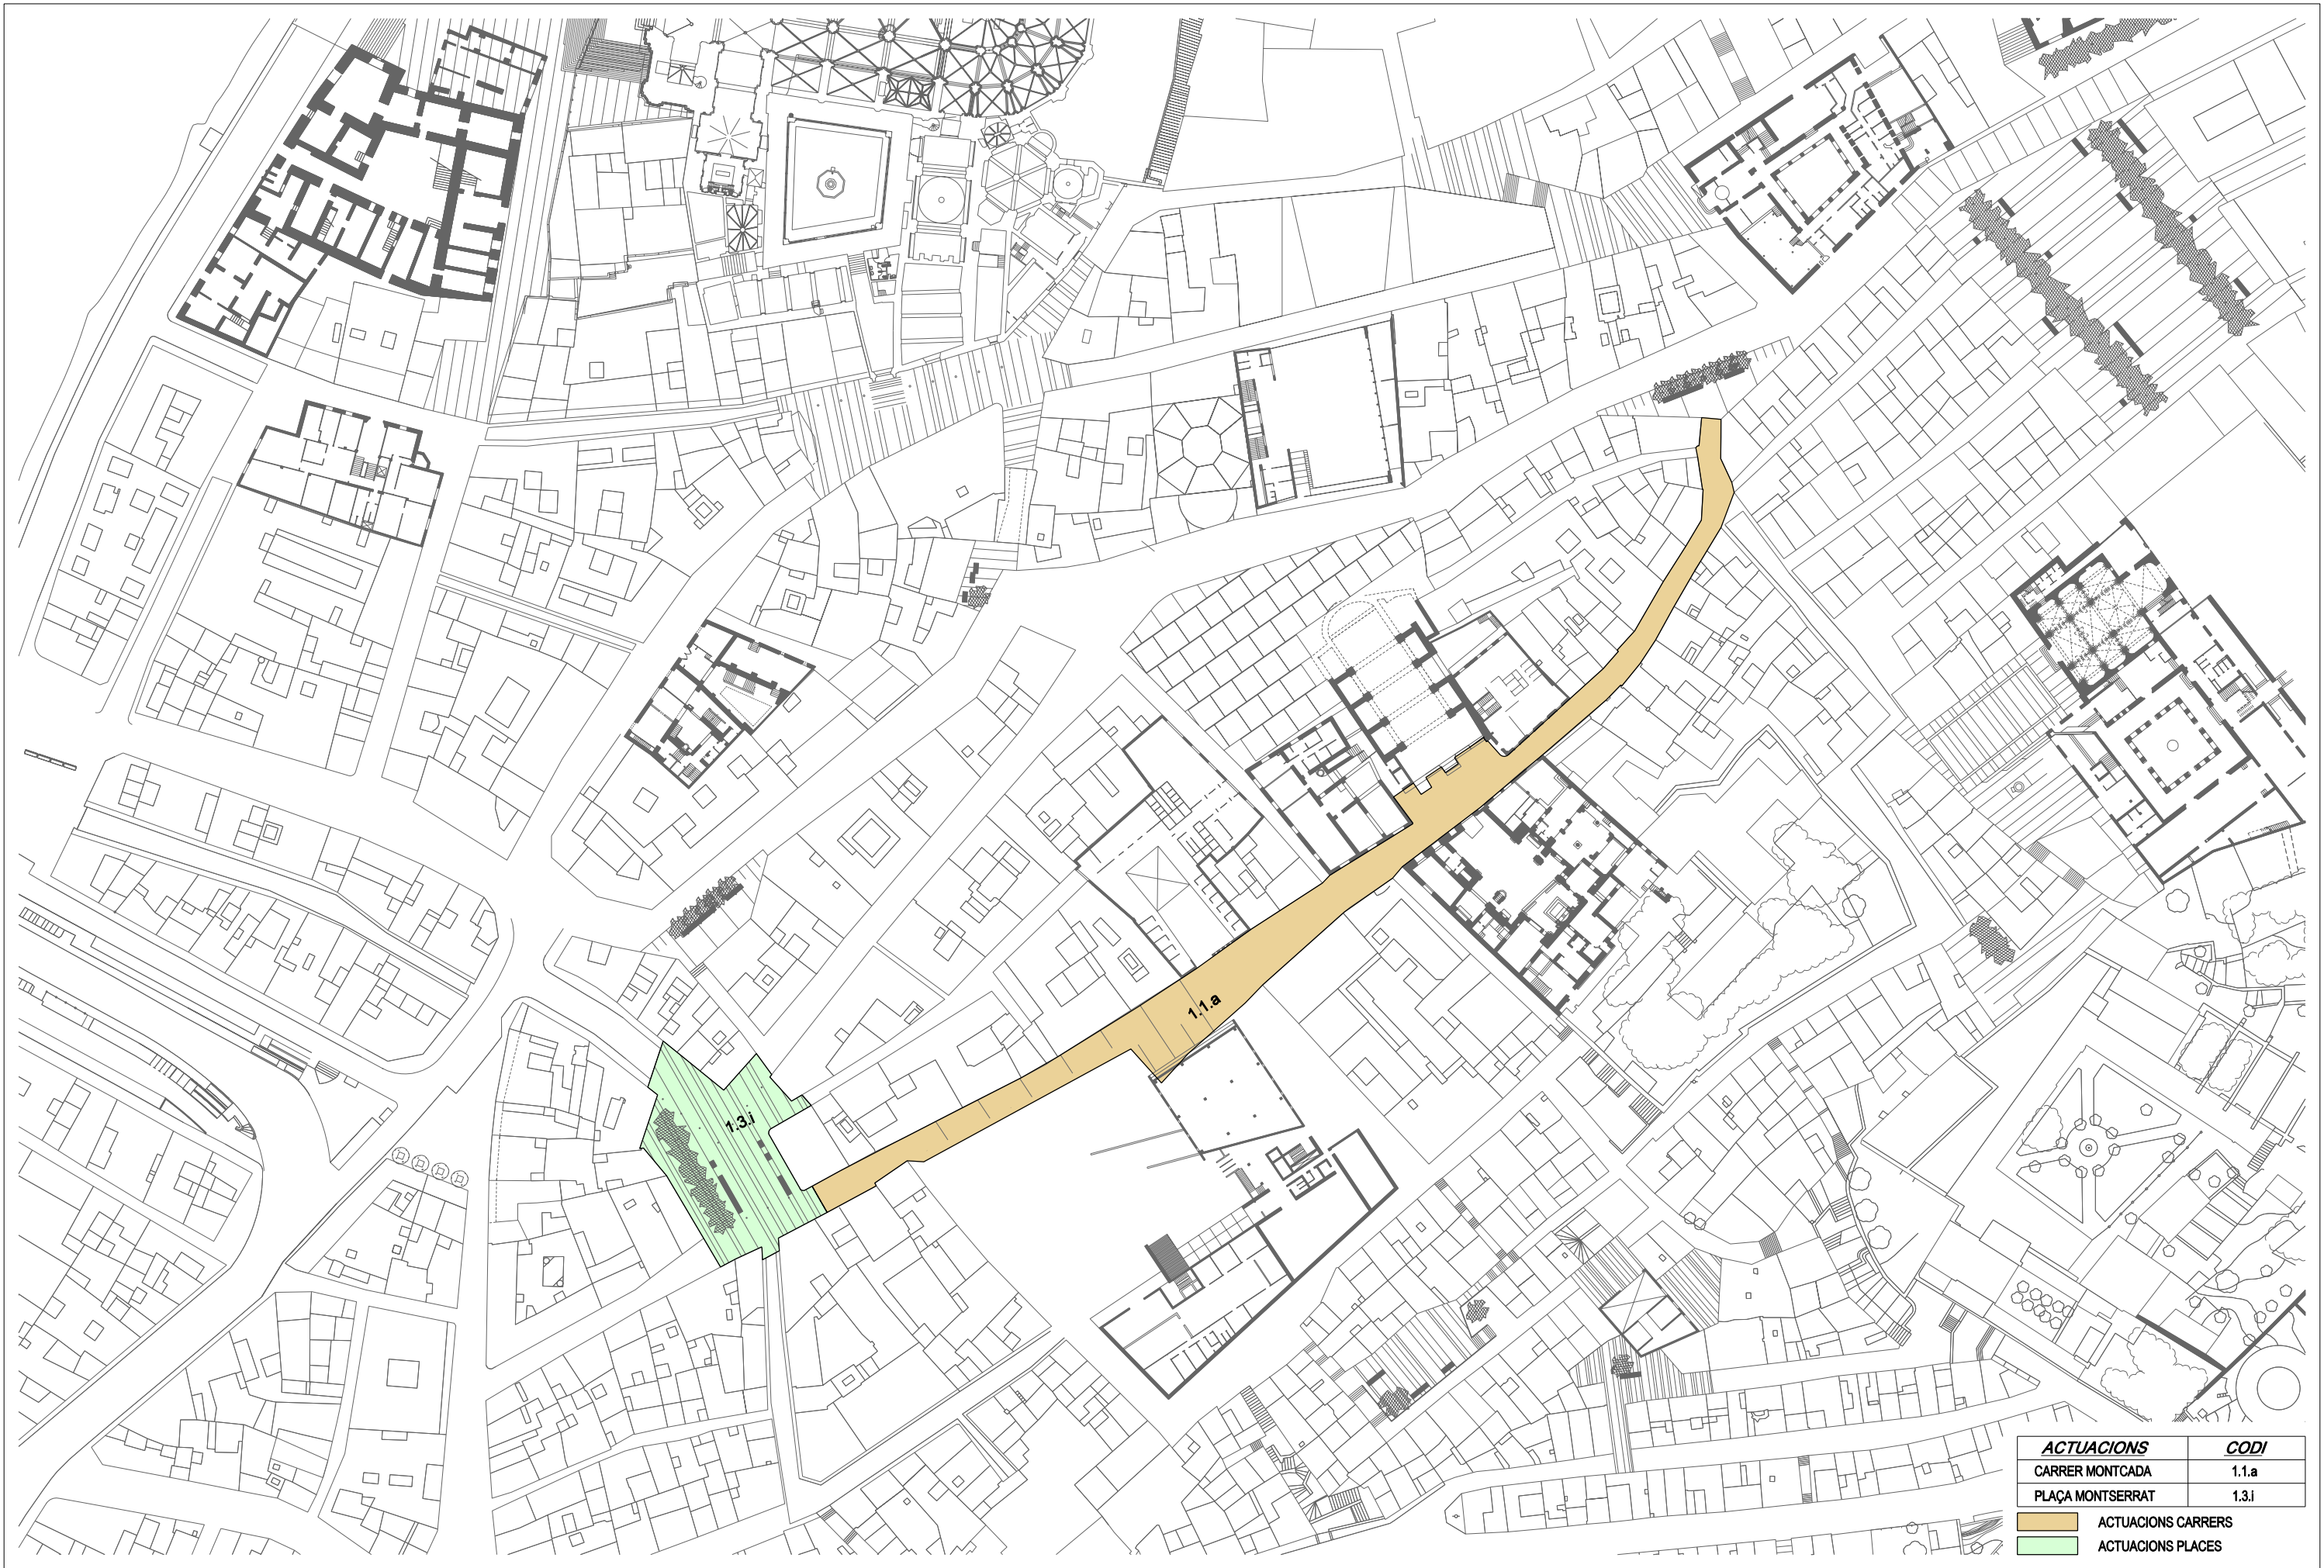 1.1.a
1.3.i
ACTUACIONS CODI
CARRER MONTCADA 1.1.a
PLAÇA MONTSERRAT 1.3.i
ACTUACIONS CARRERS
ACTUACIONS PLACES